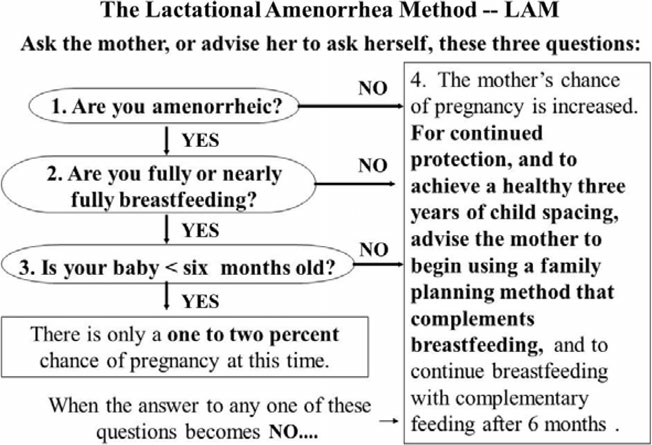 The Lactational Amenorrhea Method -- LAM
Ask the mother, or advise her to ask herself, these three questions:
1. Are you amenorrheic?
NO
YES
2. Are you fully or nearly
fully breastfeeding?
NO
YES
3. Is your baby < six months old?
NO
YES
There is only a one to two percent
chance of pregnancy at this time.
When the answer to any one of these
questions becomes NO....
4. The mother's chance
of pregnancy is increased.
For continued
protection, and to
achieve a healthy three
years of child spacing,
advise the mother to
begin using a family
planning method that
complements
breastfeeding, and to
continue breastfeeding
with complementary
feeding after 6 months .